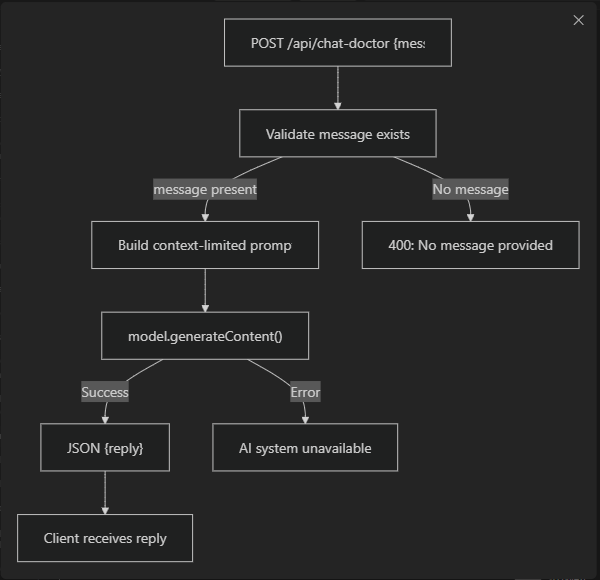 POST /api/chat-doctor {mess
Validate message exists
message present
No message
Build context-limited promp
400: No message provided
model.generateContent()
Success
Error
JSON {reply}
AI system unavailable
Client receives reply